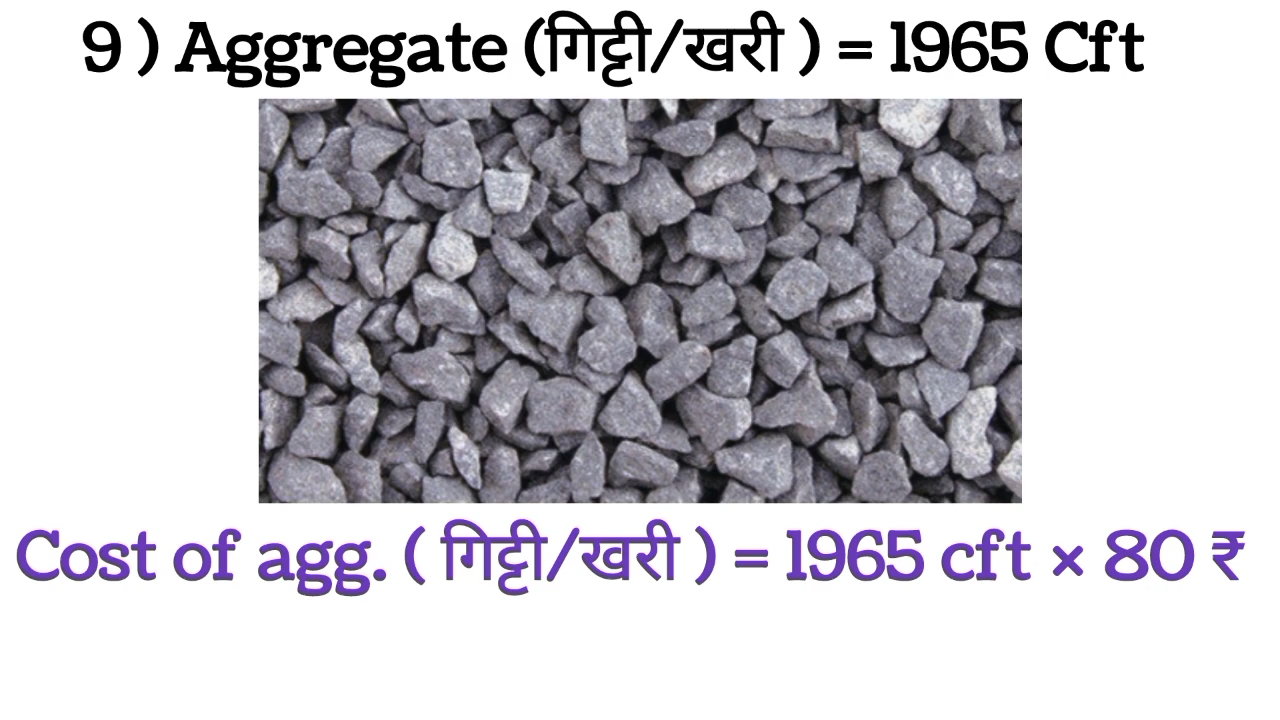 9 ) Aggregate (गिट्टी/खरी ) = 1965 Cft
Cost of agg. ( गिट्टी/खरी ) = 1965 cft × 80 ₹